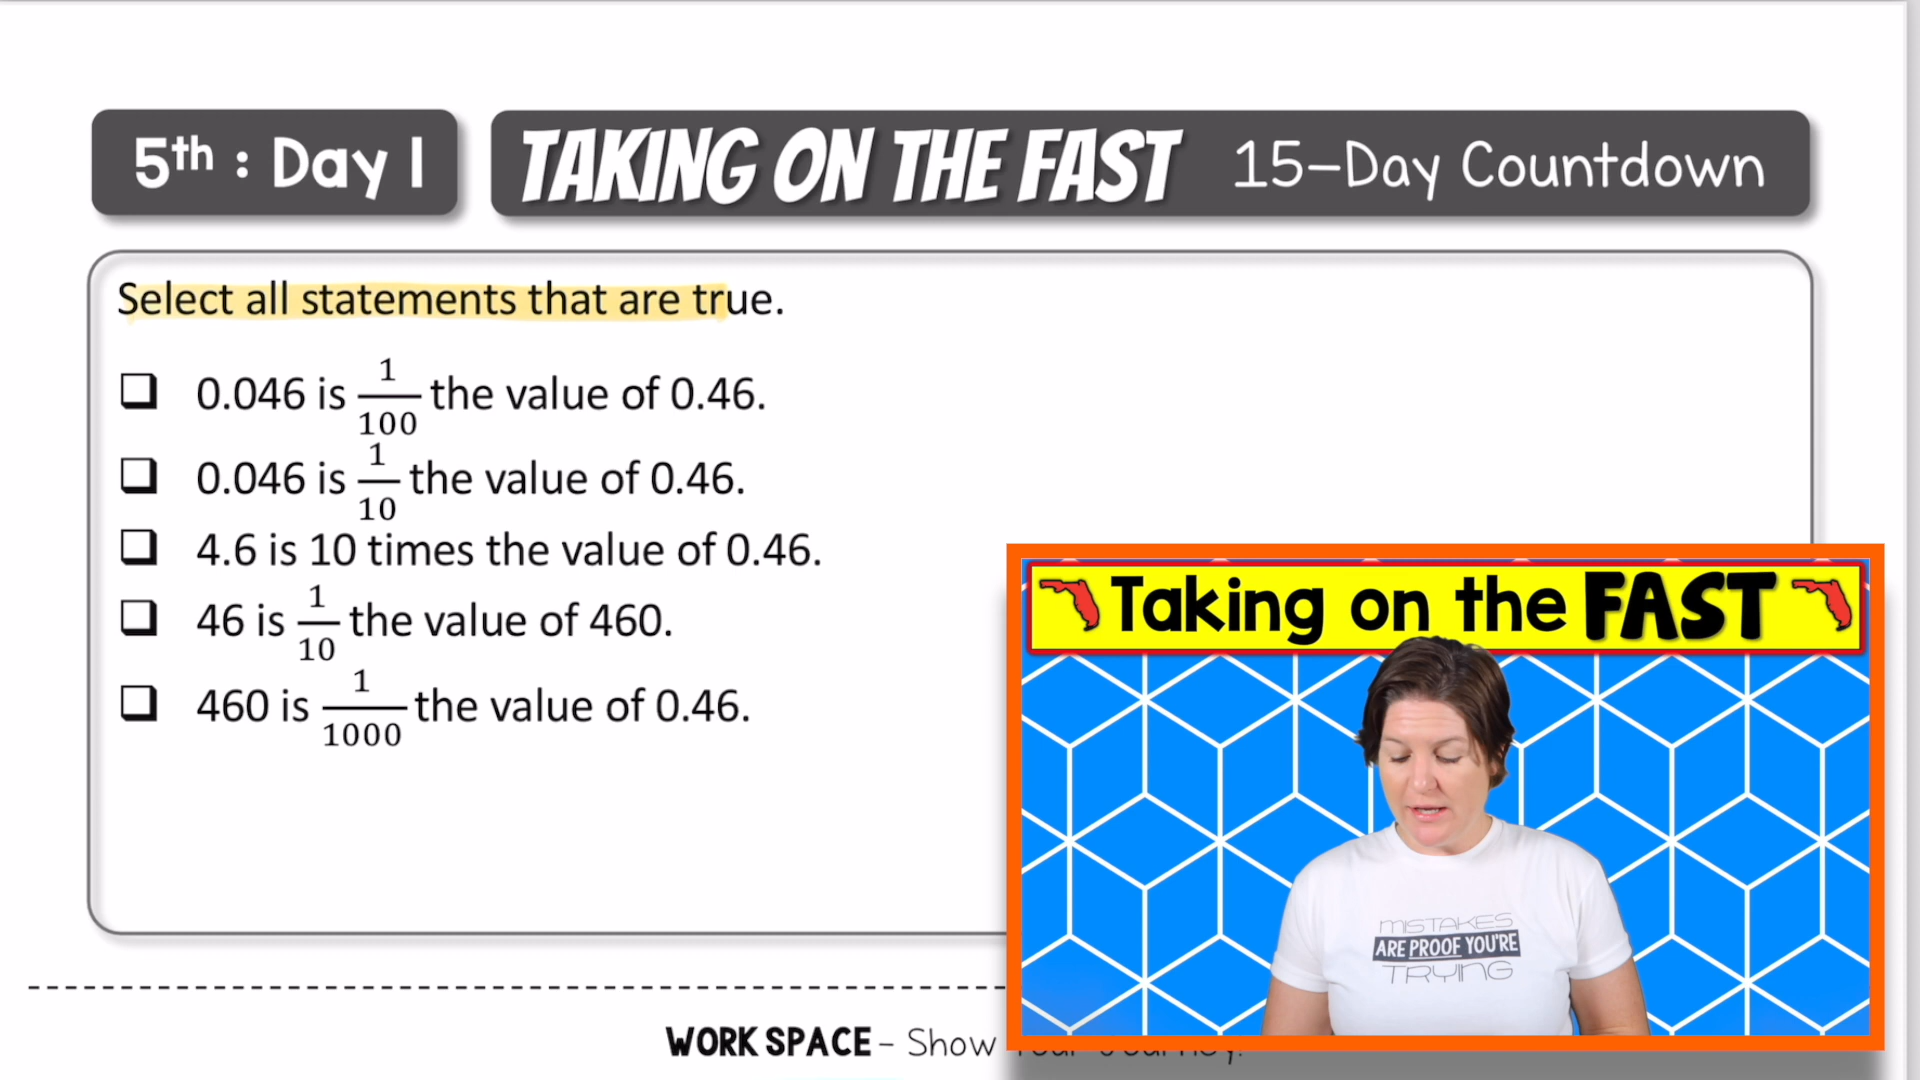 5th : Day 1
TAKING ON THE FAST 15-Day Countdown
Select all statements that are true.
❑ 0.046 is 1/100 the value of 0.46.
❑ 0.046 is 1/10 the value of 0.46.
❑ 4.6 is 10 times the value of 0.46.
❑ 46 is 1/10 the value of 460.
❑ 460 is 1/1000 the value of 0.46.
Taking on the FAST
MISTAKES
ARE PROOF YOU'RE
TRYING
WORK SPACE - Show